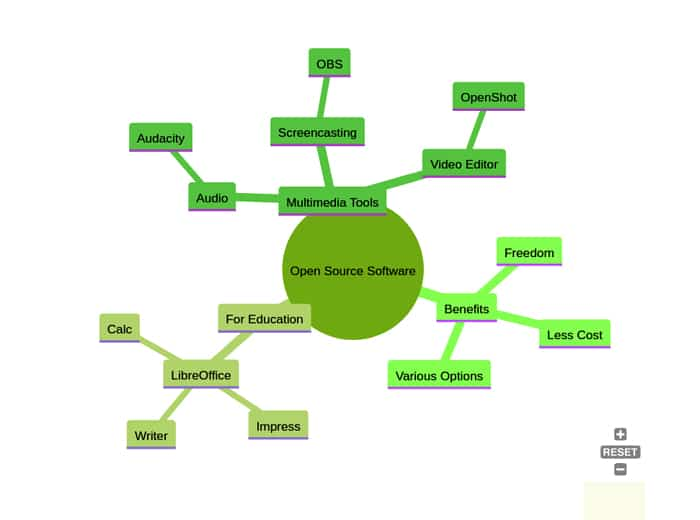 OBS
OpenShot
Screencasting
Audacity
Video Editor
Audio
Multimedia Tools
Freedom
Open Source Software
Benefits
For Education
Calc
Less Cost
LibreOffice
Various Options
Impress
Writer
+
RESET
-